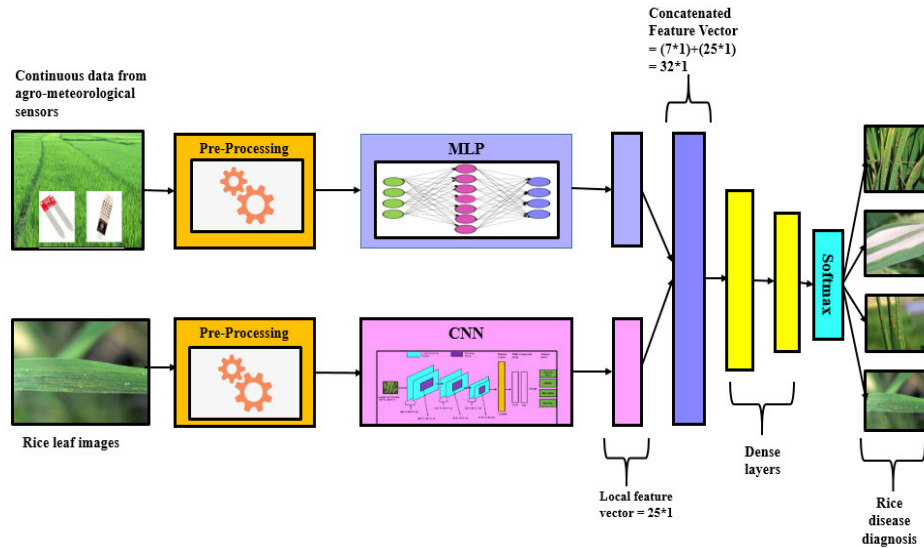 Concatenated
Feature Vector
= (7*1)+(25*1)
= 32*1
Continuous data from
agro-meteorological
sensors
Pre-Processing
MLP
Softmax
Pre-Processing
CNN
Rice leaf images
Local feature
vector = 25*1
Dense
layers
Rice
disease
diagnosis